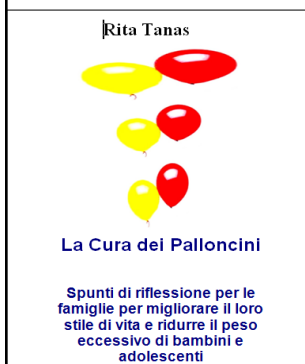 Rita Tanas
La Cura dei Palloncini
Spunti di riflessione per le
famiglie per migliorare il loro
stile di vita e ridurre il peso
eccessivo di bambini e
adolescenti